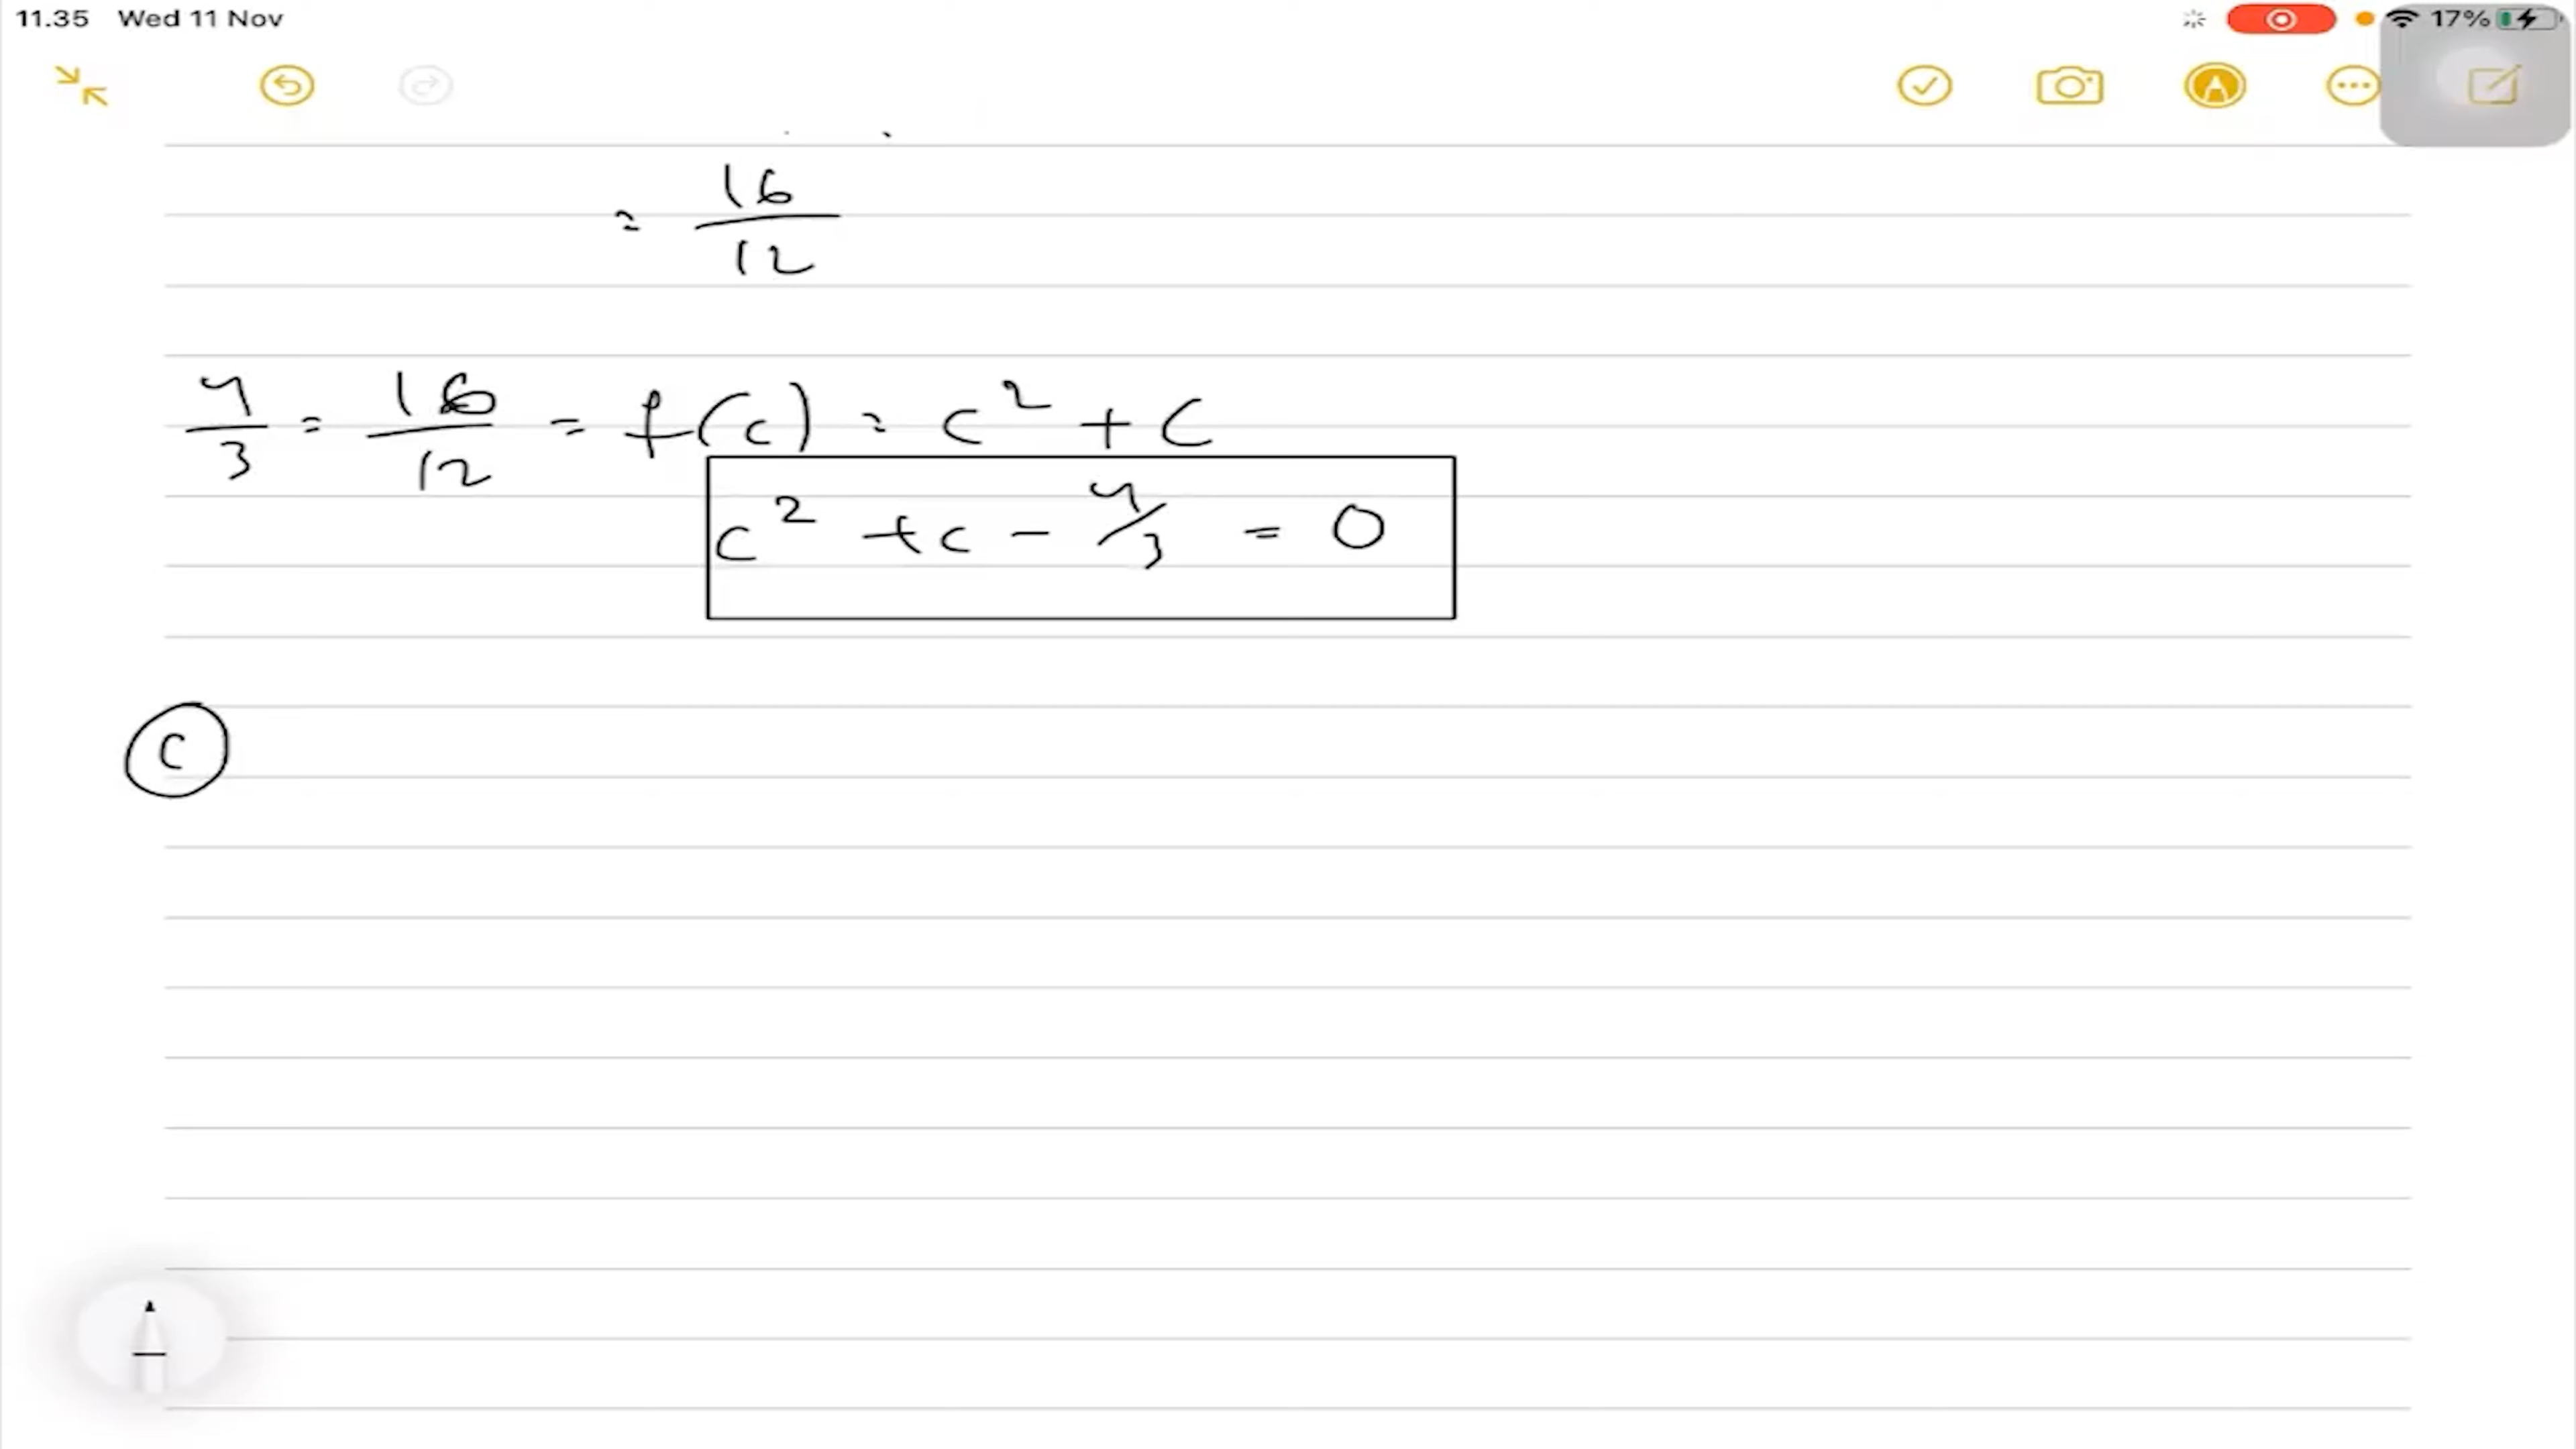 11.35 Wed 11 Nov 17%
= 16/12
4/3 = 16/12 = f(c) = c² + c
c² + c - 4/3 = 0
C